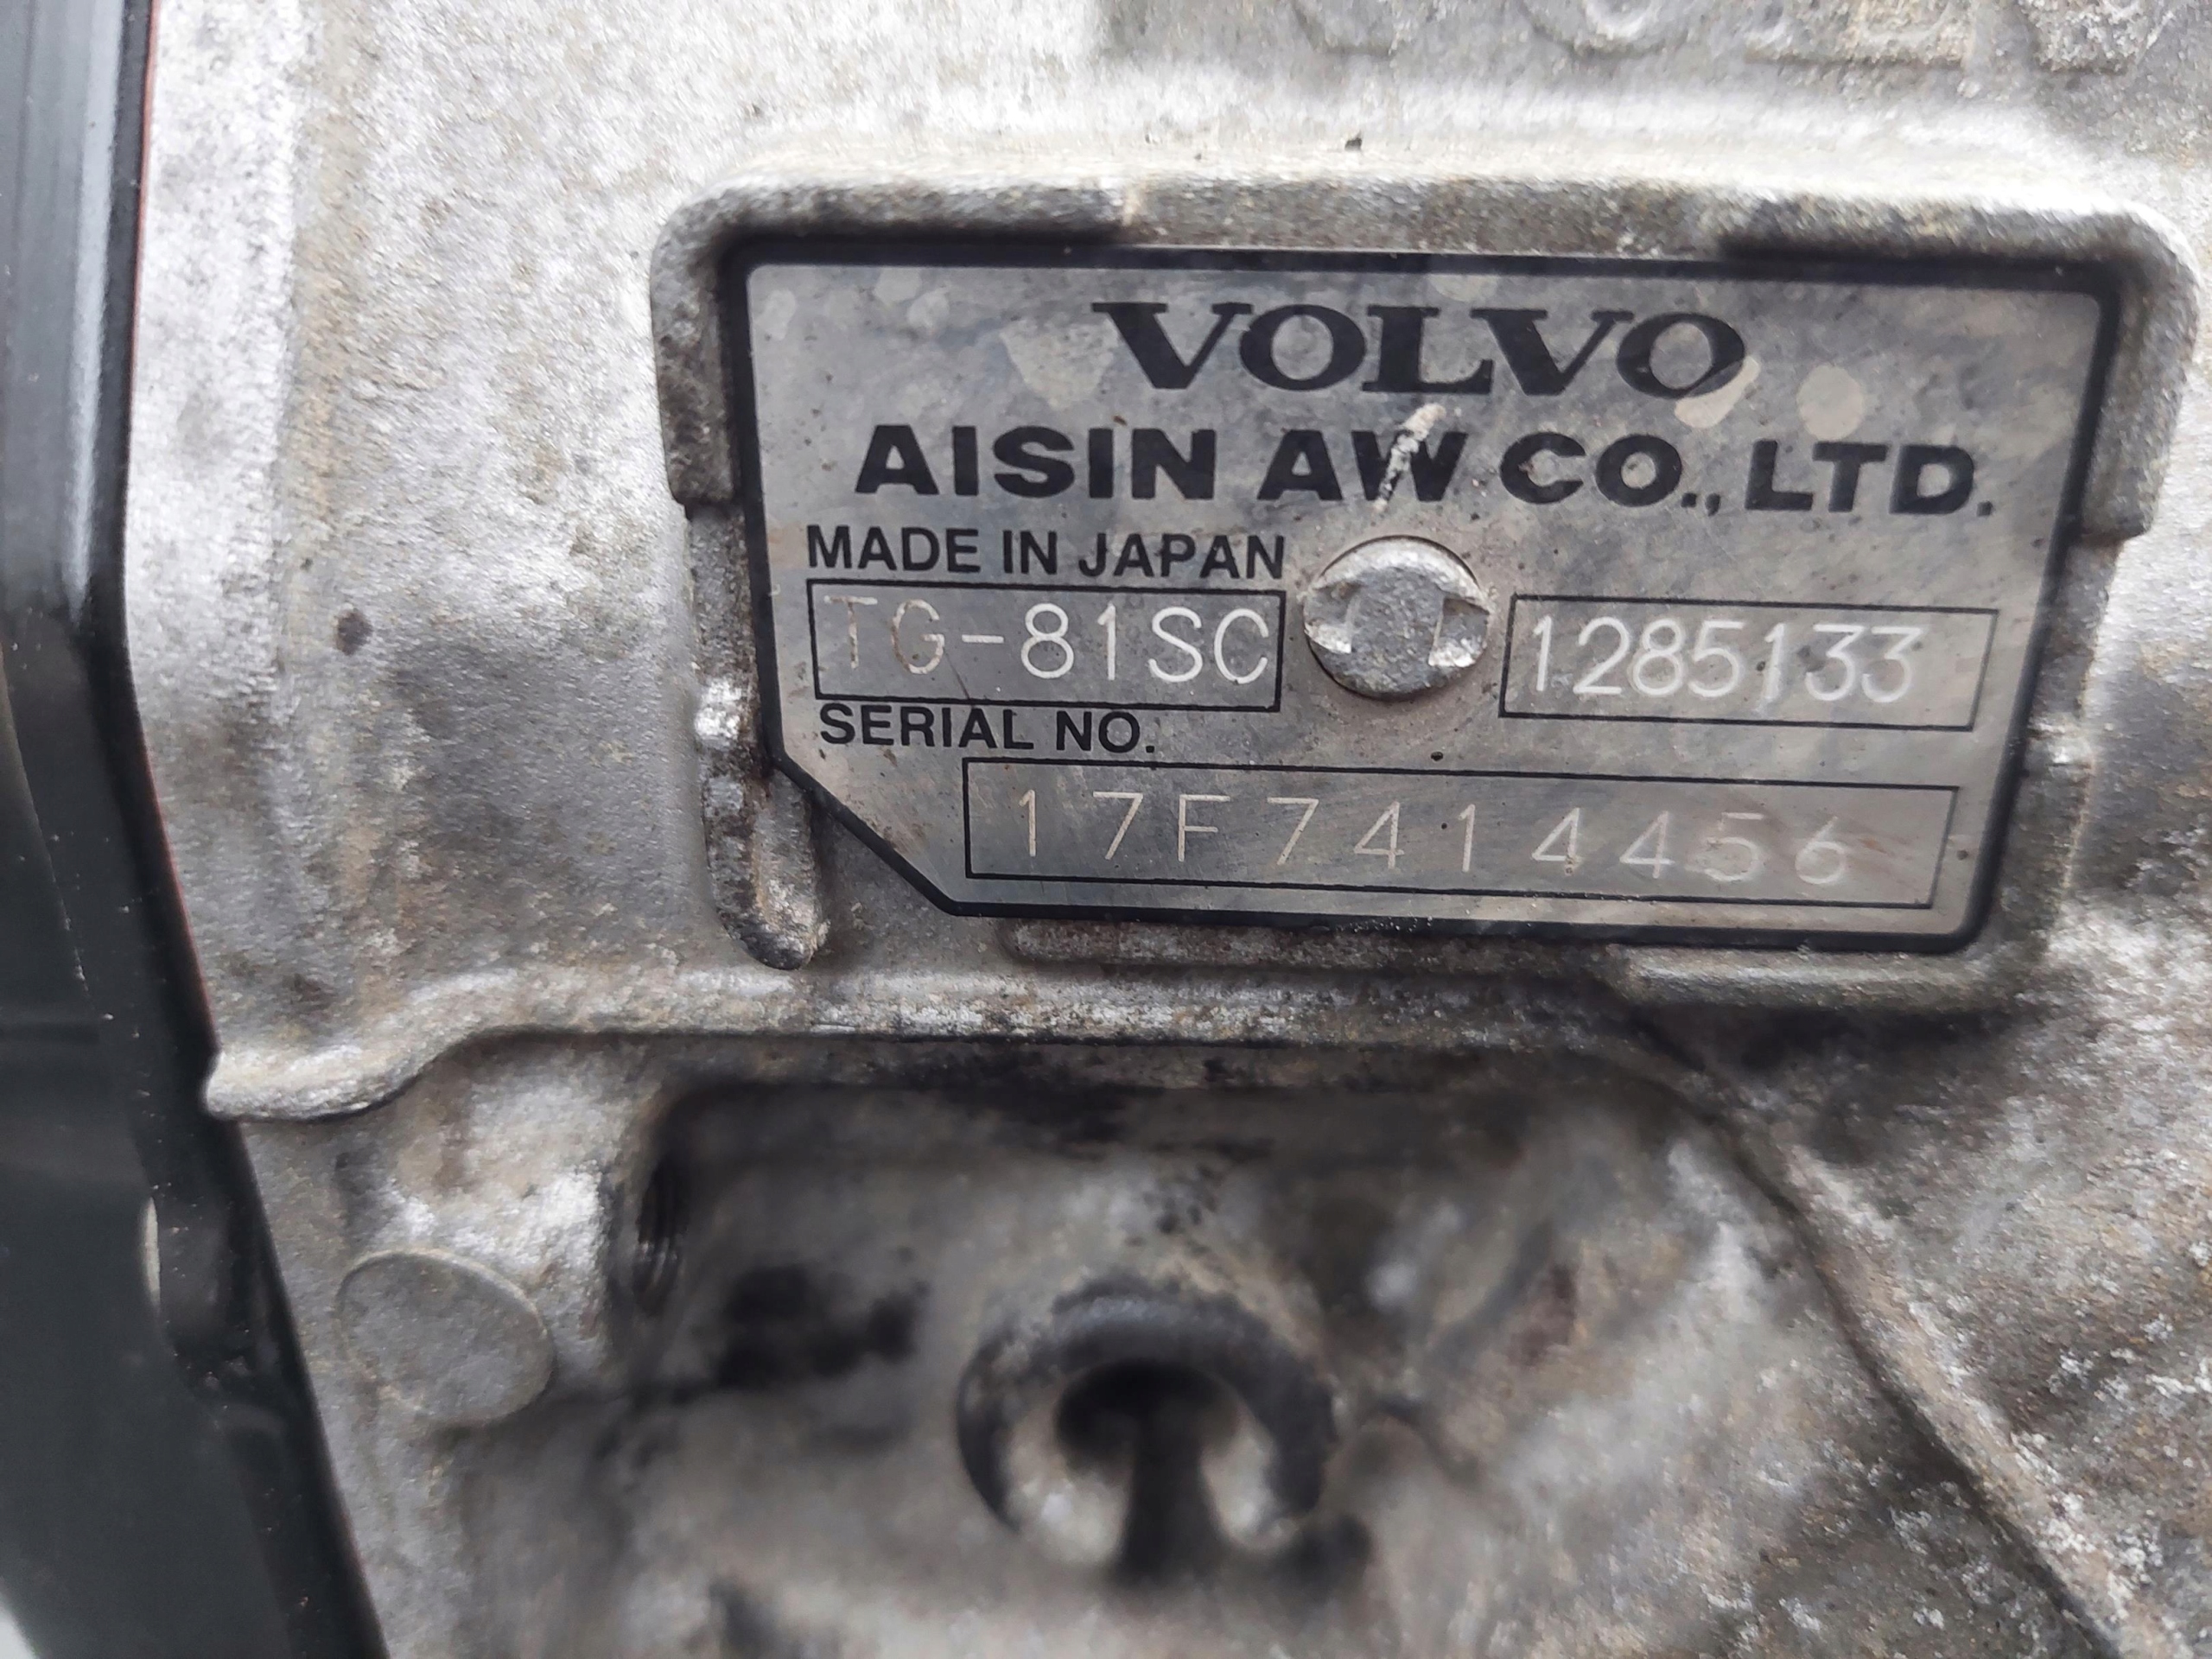 VOLVO
AISIN AW CO., LTD.
MADE IN JAPAN
TG-81SC 1285133
SERIAL NO.
17F7414456